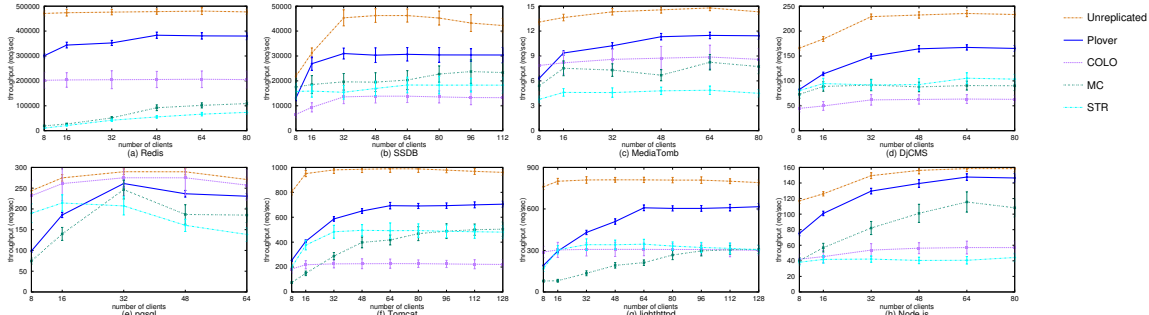 throughput (req/sec)
500000
400000
300000
200000
100000
0
8 16 32 48 64 80
number of clients
(a) Redis
throughput (req/sec)
50000
40000
30000
20000
10000
0
8 16 32 48 64 80 96 112
number of clients
(b) SSDB
throughput (req/sec)
15
12
9
6
3
0
8 16 32 48 64 80
number of clients
(c) MediaTomb
throughput (req/sec)
250
200
150
100
50
0
8 16 32 48 64 80
number of clients
(d) DjCMS
Unreplicated
Plover
COLO
MC
STR
throughput (req/sec)
300
250
200
150
100
50
0
8 16 32 48 64
number of clients
(e) pgsql
throughput (req/sec)
1000
800
600
400
200
0
8 16 32 48 64 80 96 112 128
number of clients
(f) Tomcat
throughput (req/sec)
900
600
300
0
8 16 32 48 64 80 96 112 128
number of clients
(g) lighttpd
throughput (req/sec)
160
140
120
100
80
60
40
20
0
8 16 32 48 64 80
number of clients
(h) Node.js